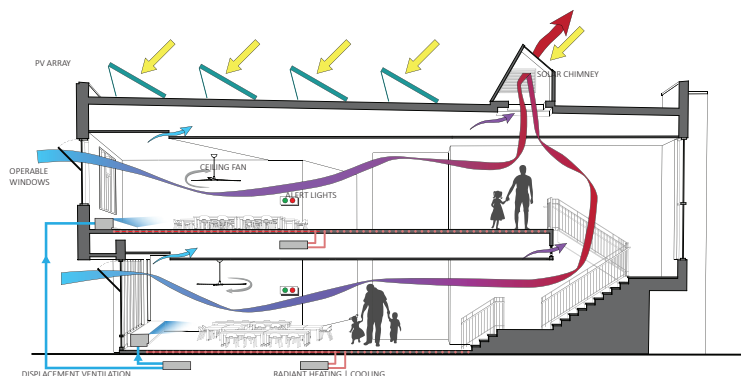 PV ARRAY
SOLAR CHIMNEY
OPERABLE
WINDOWS
CEILING FAN
ALERT LIGHTS
DISPLACEMENT VENTILATION
RADIANT HEATING | COOLING